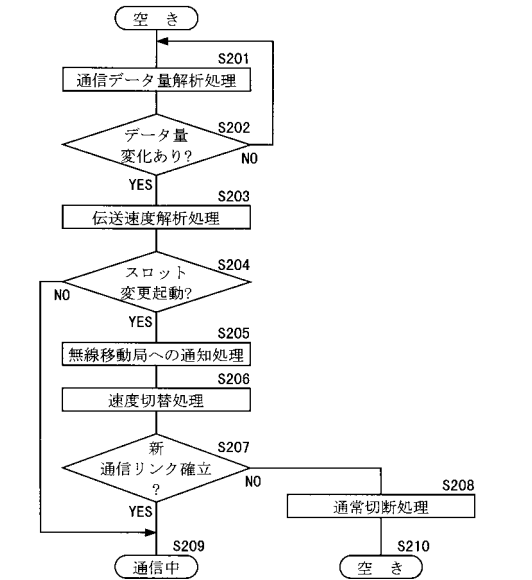 空 き
S201
通信データ量解析処理
S202
データ量
変化あり?
NO
YES
S203
伝送速度解析処理
S204
スロット
変更起動?
NO
YES
S205
無線移動局への通知処理
S206
速度切替処理
S207
新
通信リンク確立
?
NO
YES
S208
通常切断処理
S209
通信中
S210
空 き